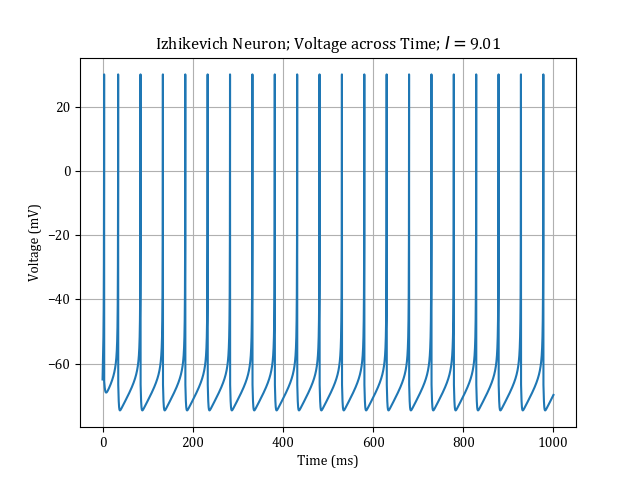 Izhikevich Neuron; Voltage across Time; I = 9.01
20
0
−20
−40
−60
Voltage (mV)
0 200 400 600 800 1000
Time (ms)